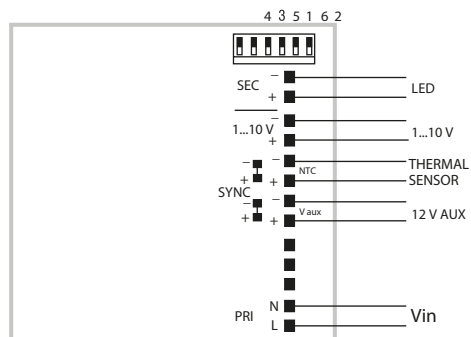 4 3 5 1 6 2
SEC
−
+
LED
1...10 V
−
+
1...10 V
−
+
SYNC
−
+
−
+
NTC
THERMAL
SENSOR
−
+
V aux
12 V AUX
PRI
N
L
Vin